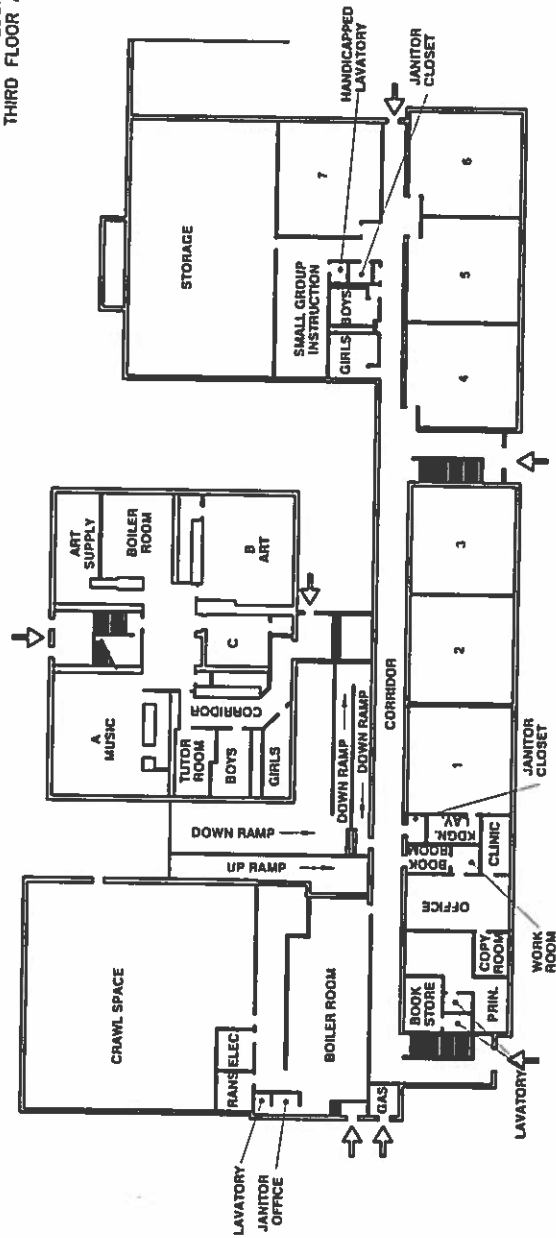 THIRD FLOOR
HANDICAPPED
LAVATORY
JANITOR
CLOSET
STORAGE
7
SMALL GROUP
INSTRUCTION
GIRLS
BOYS
6
5
4
ART
SUPPLY
BOILER
ROOM
B
ART
C
A
MUSIC
CORRIDOR
TUTOR
ROOM
BOYS
GIRLS
DOWN RAMP
DOWN RAMP
DOWN RAMP
UP RAMP
CORRIDOR
3
2
1
JANITOR
CLOSET
KDGN.
LAV.
BOOK
ROOM
CLINIC
OFFICE
COPY
ROOM
WORK
ROOM
BOOK
STORE
PRIN.
LAVATORY
CRAWL SPACE
BOILER ROOM
RANS
ELEC
GAS
LAVATORY
JANITOR
OFFICE